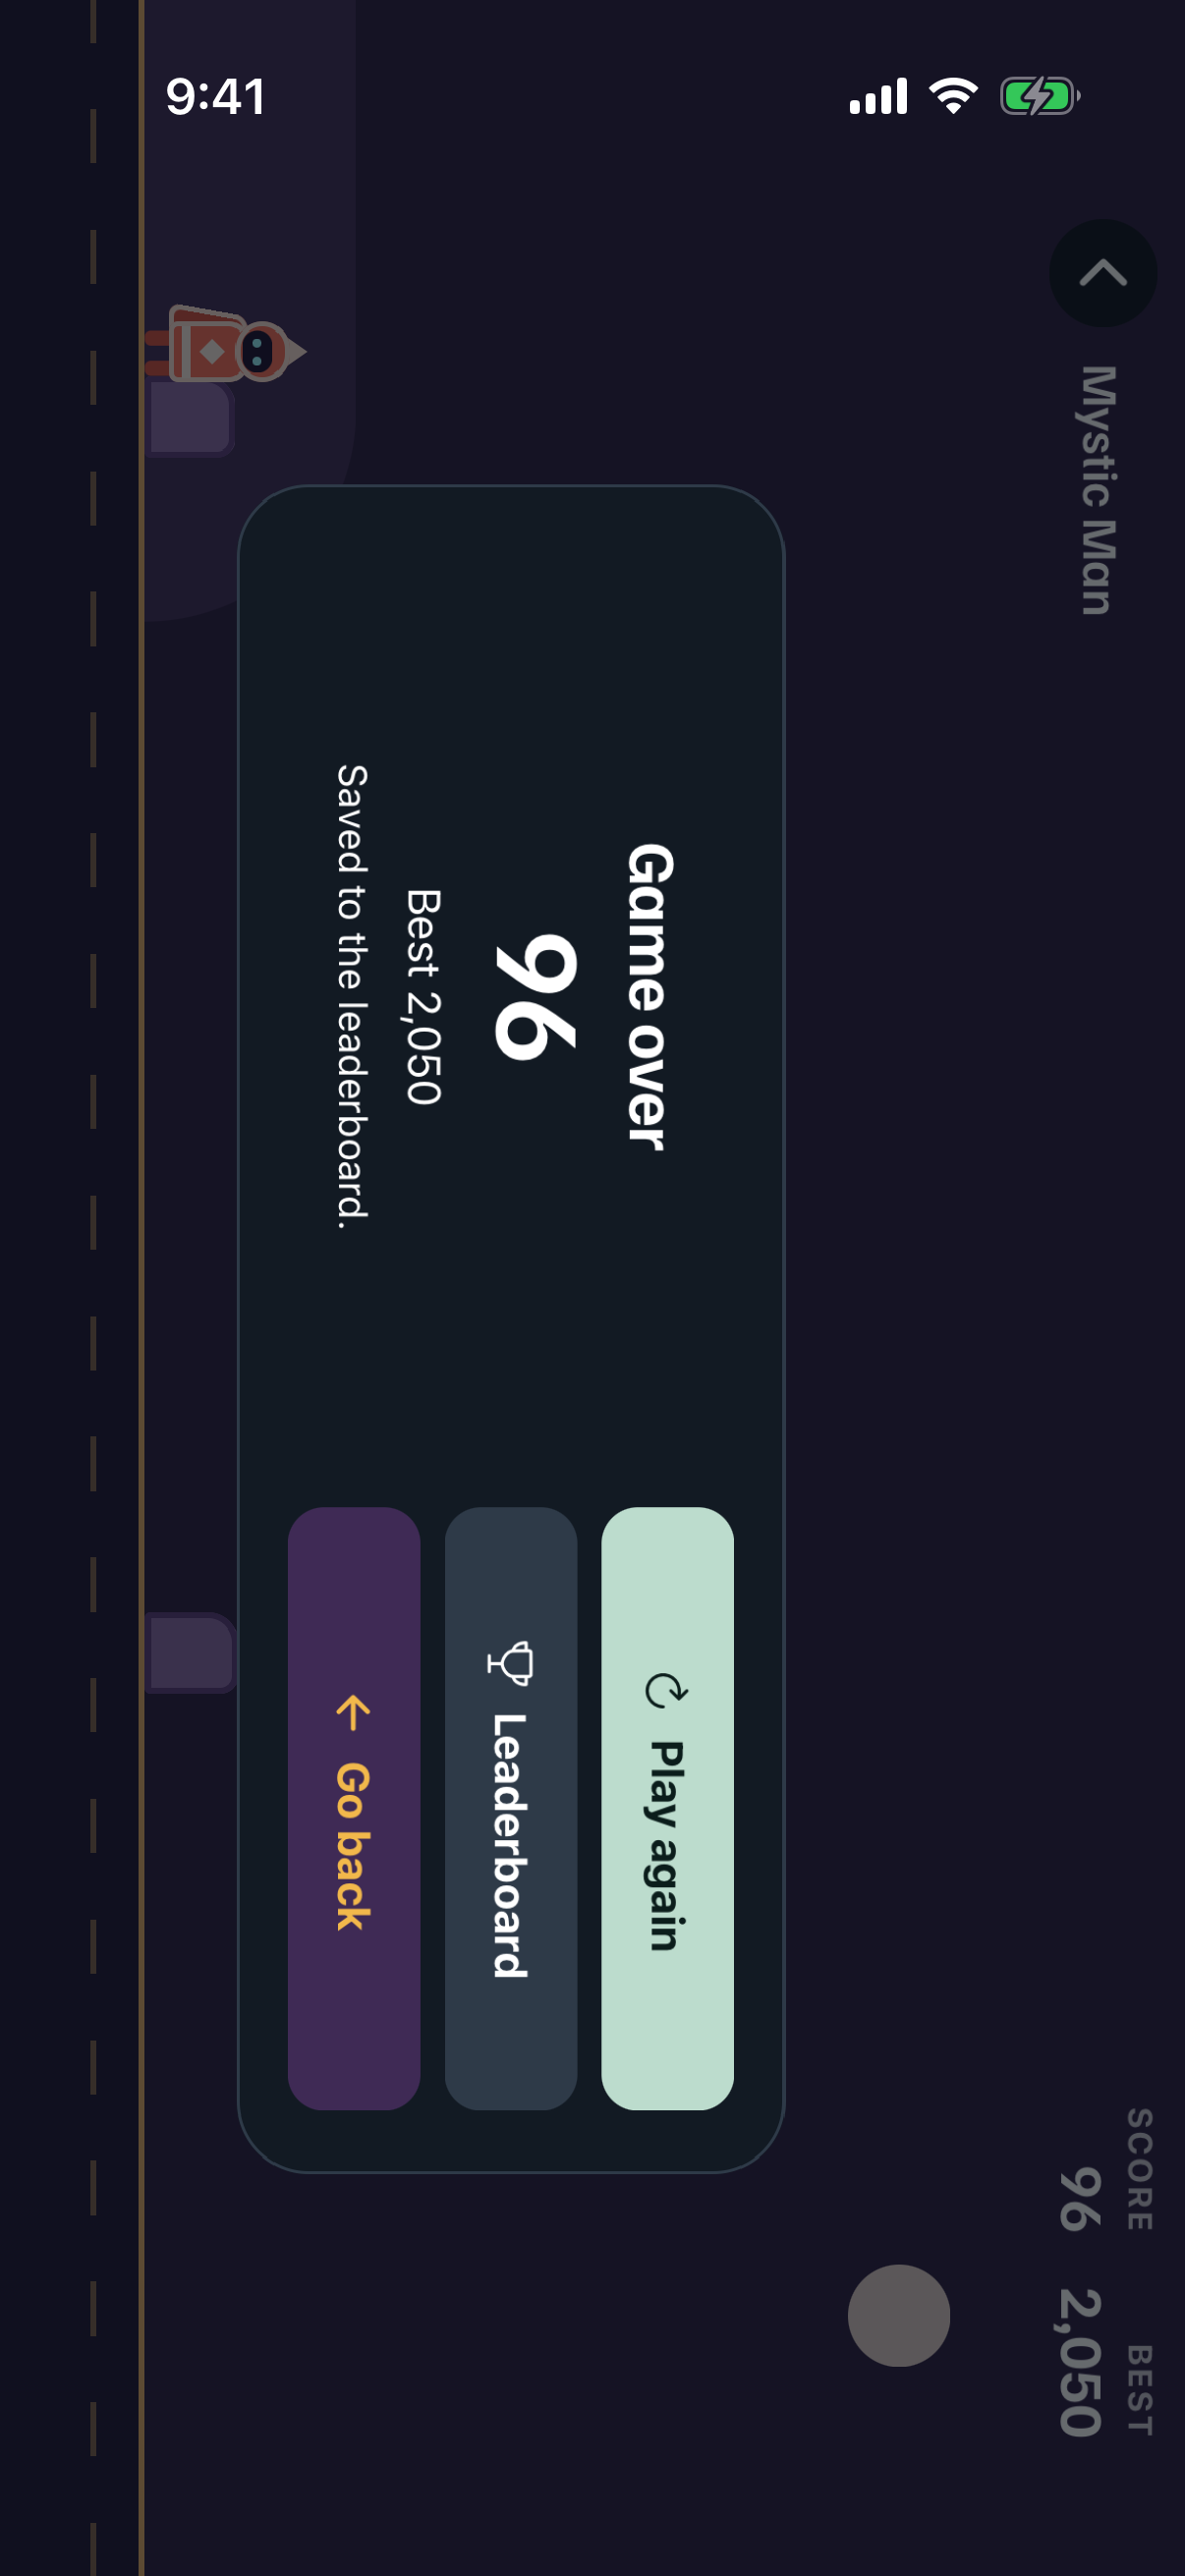 9:41
Mystic Man
SCORE
96
BEST
2,050
Game over
96
Best 2,050
Saved to the leaderboard.
Play again
Leaderboard
Go back